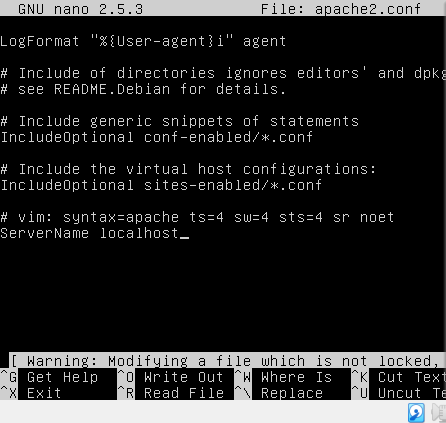 GNU nano 2.5.3 File: apache2.conf
LogFormat "%{User-agent}i" agent
# Include of directories ignores editors' and dpkg
# see README.Debian for details.
# Include generic snippets of statements
IncludeOptional conf-enabled/*.conf
# Include the virtual host configurations:
IncludeOptional sites-enabled/*.conf
# vim: syntax=apache ts=4 sw=4 sts=4 sr noet
ServerName localhost_
[ Warning: Modifying a file which is not locked,
^G Get Help ^O Write Out ^W Where Is ^K Cut Text
^X Exit ^R Read File ^\ Replace ^U Uncut Te